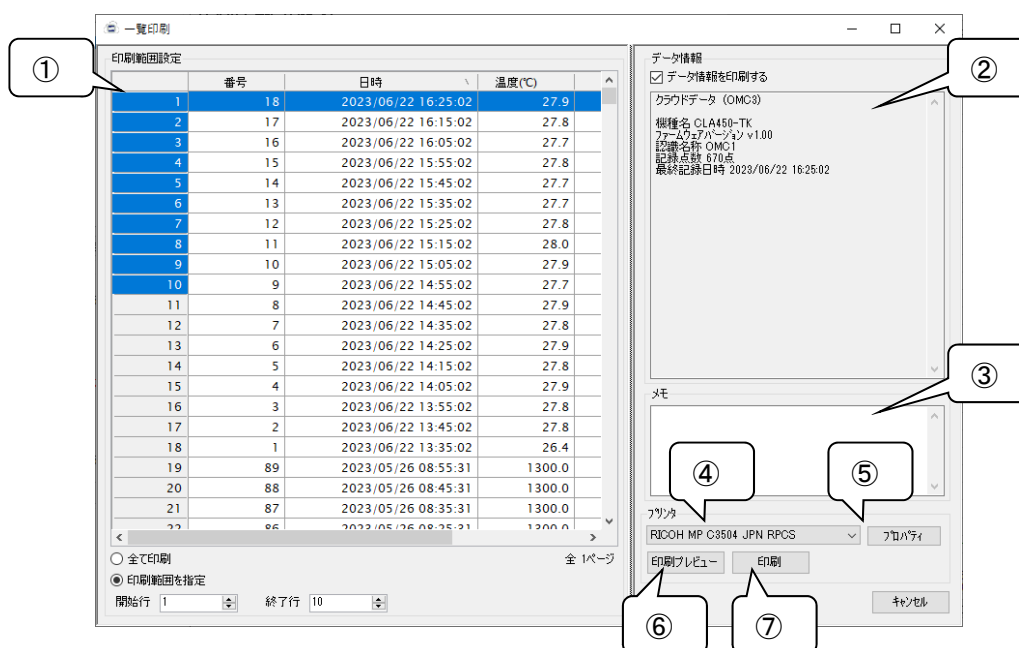 一覧印刷
印刷範囲設定
①
番号 日時 温度(℃)
1 18 2023/06/22 16:25:02 27.9
2 17 2023/06/22 16:15:02 27.8
3 16 2023/06/22 16:05:02 27.7
4 15 2023/06/22 15:55:02 27.8
5 14 2023/06/22 15:45:02 27.7
6 13 2023/06/22 15:35:02 27.7
7 12 2023/06/22 15:25:02 27.8
8 11 2023/06/22 15:15:02 28.0
9 10 2023/06/22 15:05:02 27.9
10 9 2023/06/22 14:55:02 27.7
11 8 2023/06/22 14:45:02 27.9
12 7 2023/06/22 14:35:02 27.8
13 6 2023/06/22 14:25:02 27.9
14 5 2023/06/22 14:15:02 27.8
15 4 2023/06/22 14:05:02 27.9
16 3 2023/06/22 13:55:02 27.8
17 2 2023/06/22 13:45:02 27.8
18 1 2023/06/22 13:35:02 26.4
19 89 2023/05/26 08:55:31 1300.0
20 88 2023/05/26 08:45:31 1300.0
21 87 2023/05/26 08:35:31 1300.0
22 86 2023/05/26 08:25:31 1300.0
全て印刷 全 1ページ
印刷範囲を指定
開始行 1 終了行 10
データ情報
データ情報を印刷する
②
クラウドデータ (OMC3)
機種名 CLA450-TK
ファームウェアバージョン v1.00
認識名称 OMC1
記録点数 670点
最終記録日時 2023/06/22 16:25:02
③
メモ
④ ⑤
プリンタ
RICOH MP C3504 JPN RPCS プロパティ
印刷プレビュー 印刷
キャンセル
⑥ ⑦